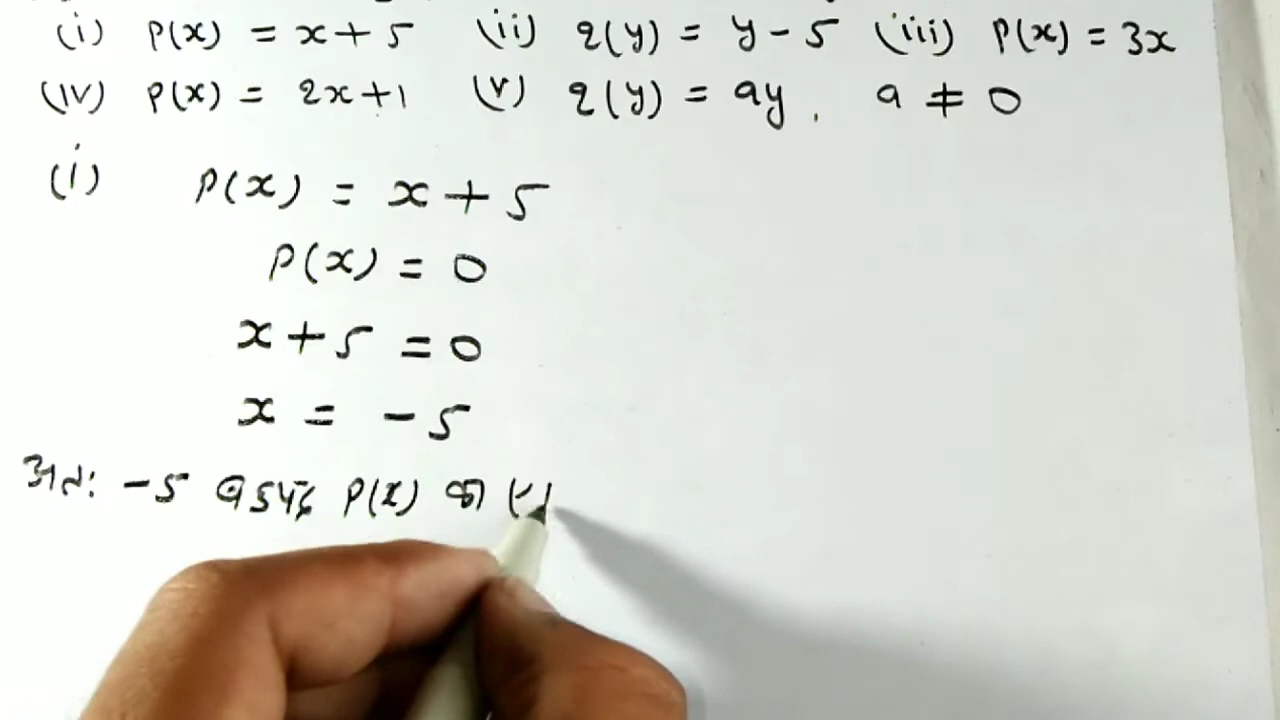 (i) P(x) = x + 5 (ii) q(y) = y - 5 (iii) P(x) = 3x
(iv) P(x) = 2x+1 (v) q(y) = ay, a ≠ 0
(i) P(x) = x + 5
P(x) = 0
x + 5 = 0
x = - 5
अतः -5 बहुपद P(x) का